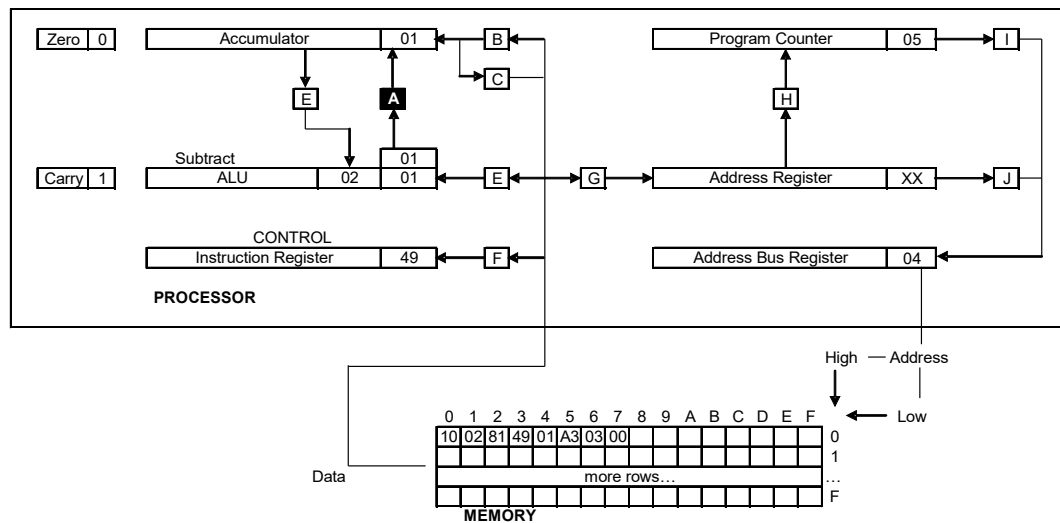 Zero 0
Accumulator 01
B
Program Counter 05
I
C
E
A
H
Subtract
01
Carry 1
ALU 02 01
E
G
Address Register XX
J
CONTROL
Instruction Register 49
F
Address Bus Register 04
PROCESSOR
High Address
0 1 2 3 4 5 6 7 8 9 A B C D E F
Low
10 02 81 49 01 A3 03 00
0
1
Data
more rows…
…
F
MEMORY